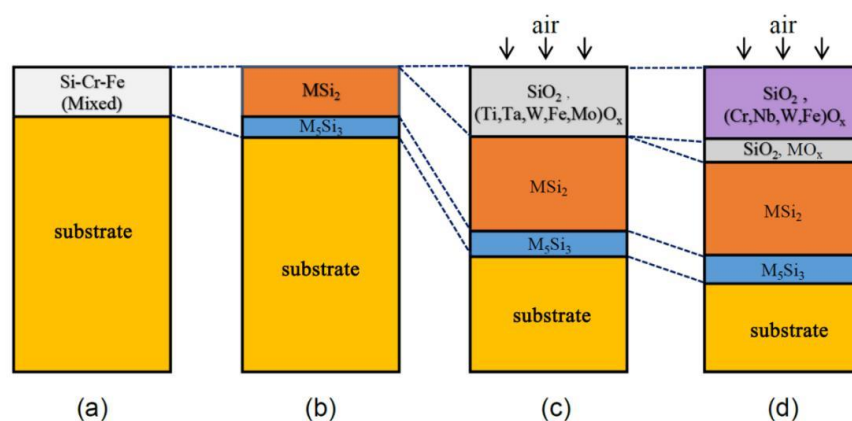 air
air
Si-Cr-Fe
(Mixed)
MSi₂
M₅Si₃
SiO₂ .
(Ti,Ta,W,Fe,Mo)Oₓ
SiO₂ ,
(Cr,Nb,W,Fe)Oₓ
SiO₂, MOₓ
MSi₂
MSi₂
M₅Si₃
M₅Si₃
substrate
substrate
substrate
substrate
(a)
(b)
(c)
(d)